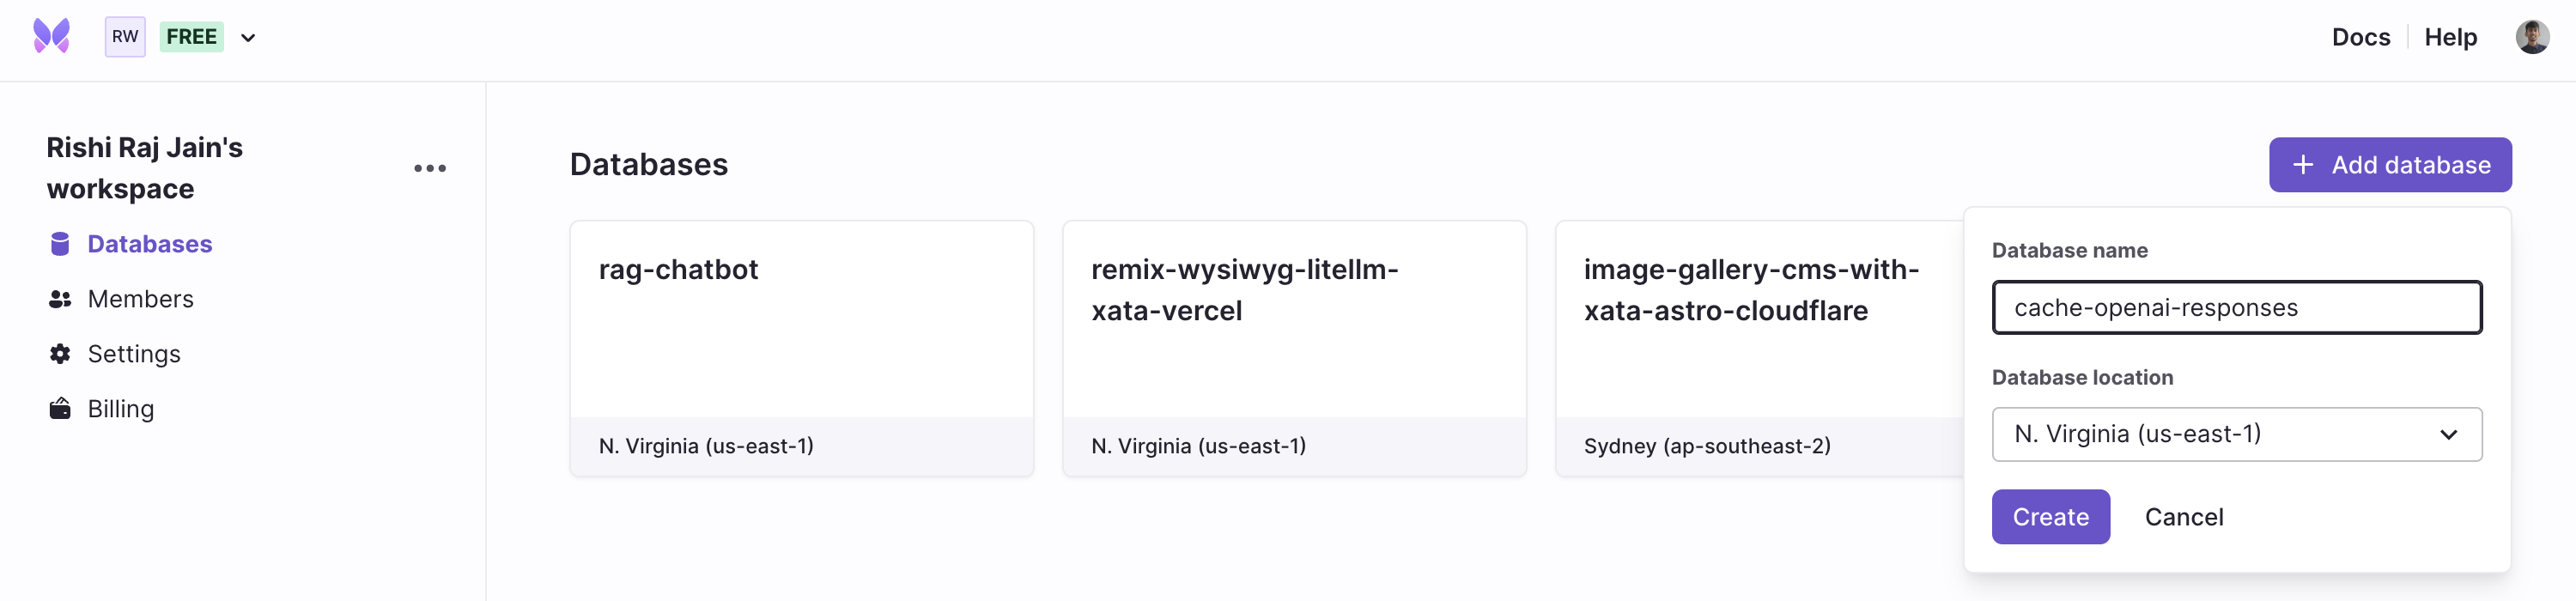 RW FREE
Docs Help
Rishi Raj Jain's
workspace
Databases
Members
Settings
Billing
Databases
Add database
rag-chatbot
N. Virginia (us-east-1)
remix-wysiwyg-litellm-
xata-vercel
N. Virginia (us-east-1)
image-gallery-cms-with-
xata-astro-cloudflare
Sydney (ap-southeast-2)
Database name
cache-openai-responses
Database location
N. Virginia (us-east-1)
Create Cancel